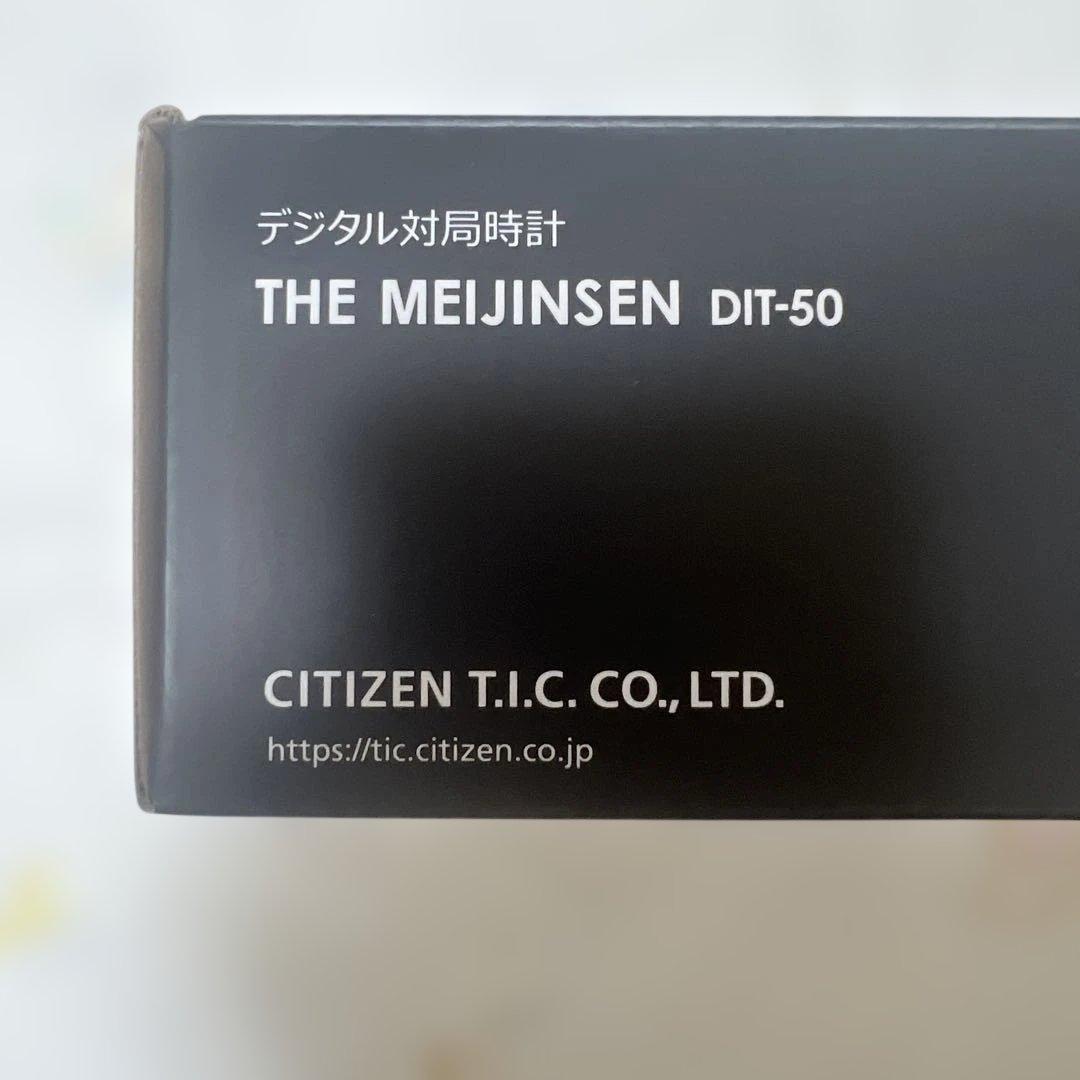 デジタル対局時計
THE MEIJINSEN DIT-50
CITIZEN T.I.C. CO., LTD.
https://tic.citizen.co.jp